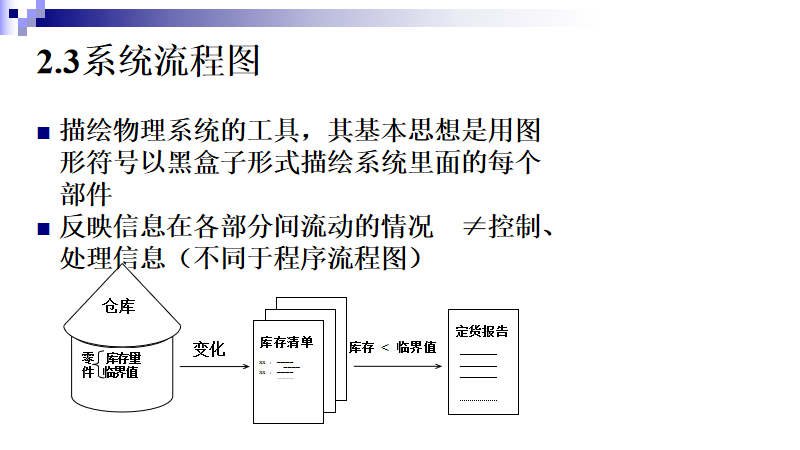 2.3系统流程图
描绘物理系统的工具，其基本思想是用图
形符号以黑盒子形式描绘系统里面的每个
部件
反映信息在各部分间流动的情况 ≠控制、
处理信息（不同于程序流程图）
仓库
零件
库存量
临界值
变化
库存清单
xx ：
xx ：
库存 < 临界值
定货报告